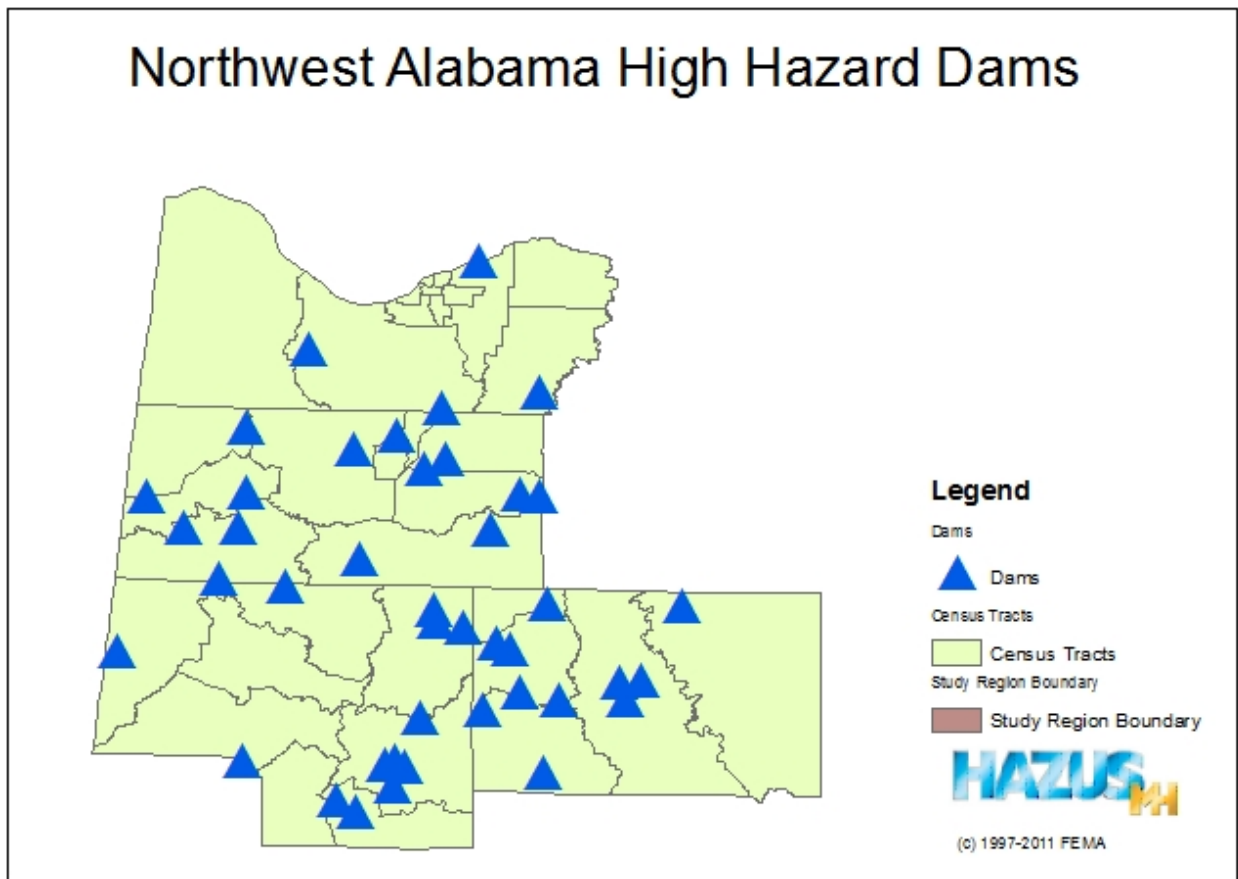 Northwest Alabama High Hazard Dams
Legend
Dams
Dams
Census Tracts
Census Tracts
Study Region Boundary
Study Region Boundary
HAZUS MH
(c) 1997-2011 FEMA